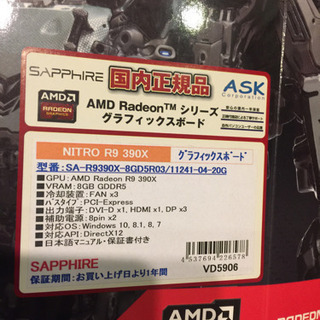 SAPPHIRE 国内正規品 ASK
Corporation
AMD
RADEON
GRAPHICS
AMD Radeon™ シリーズ
グラフィックスボード
NITRO R9 390X グラフィックスボード
型番: SA-R9390X-8GD5R03/11241-04-20G
■GPU: AMD Radeon R9 390X
■VRAM: 8GB GDDR5
■冷却装置: FAN x3
■バスタイプ: PCI-Express
■出力端子: DVI-D x1, HDMI x1, DP x3
■補助電源: 8pin x2
■対応OS: Windows 10, 8.1, 8, 7
■対応API: DirectX12
■日本語マニュアル・保証書付き
4 537694 226578
SAPPHIRE
VD5906
保証期間: お買い上げ日より1年間
AMD
RADEON